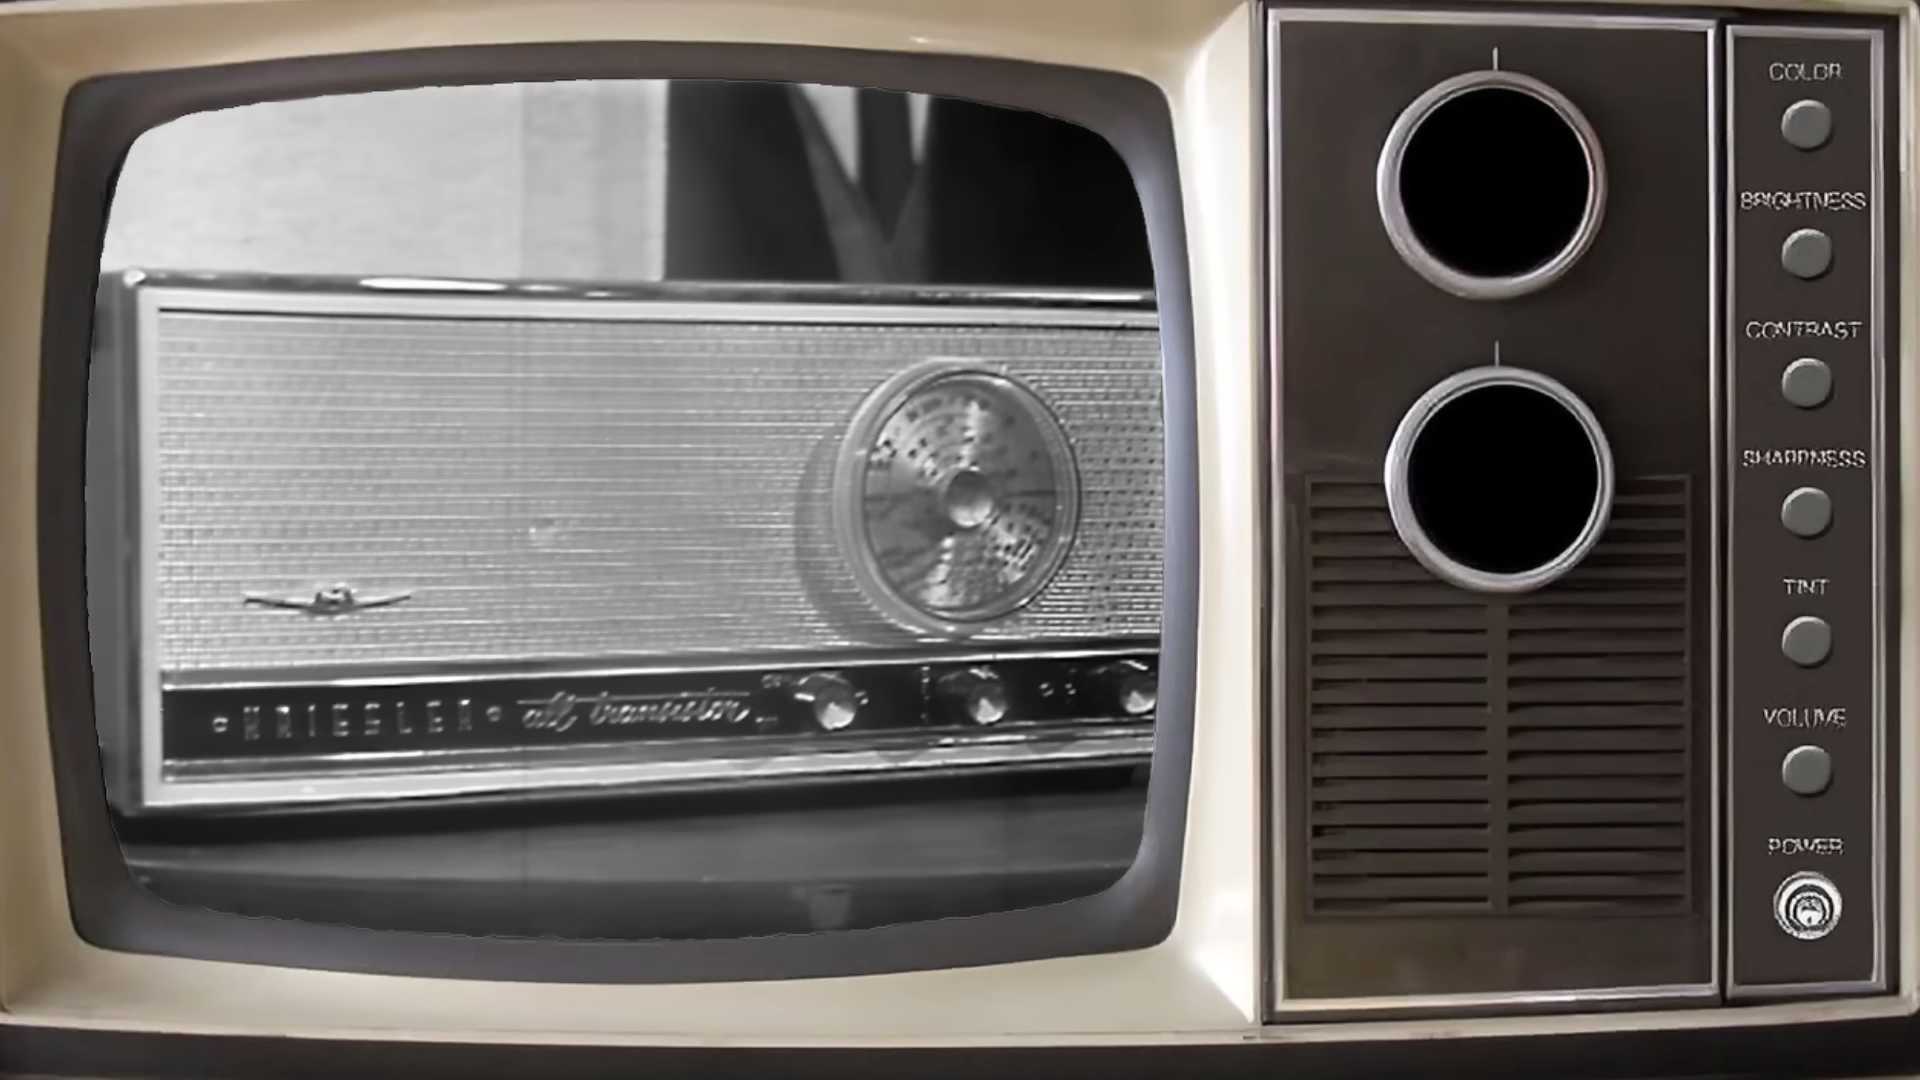 KRIESLER all transistor
COLOR
BRIGHTNESS
CONTRAST
SHARPNESS
TINT
VOLUME
POWER